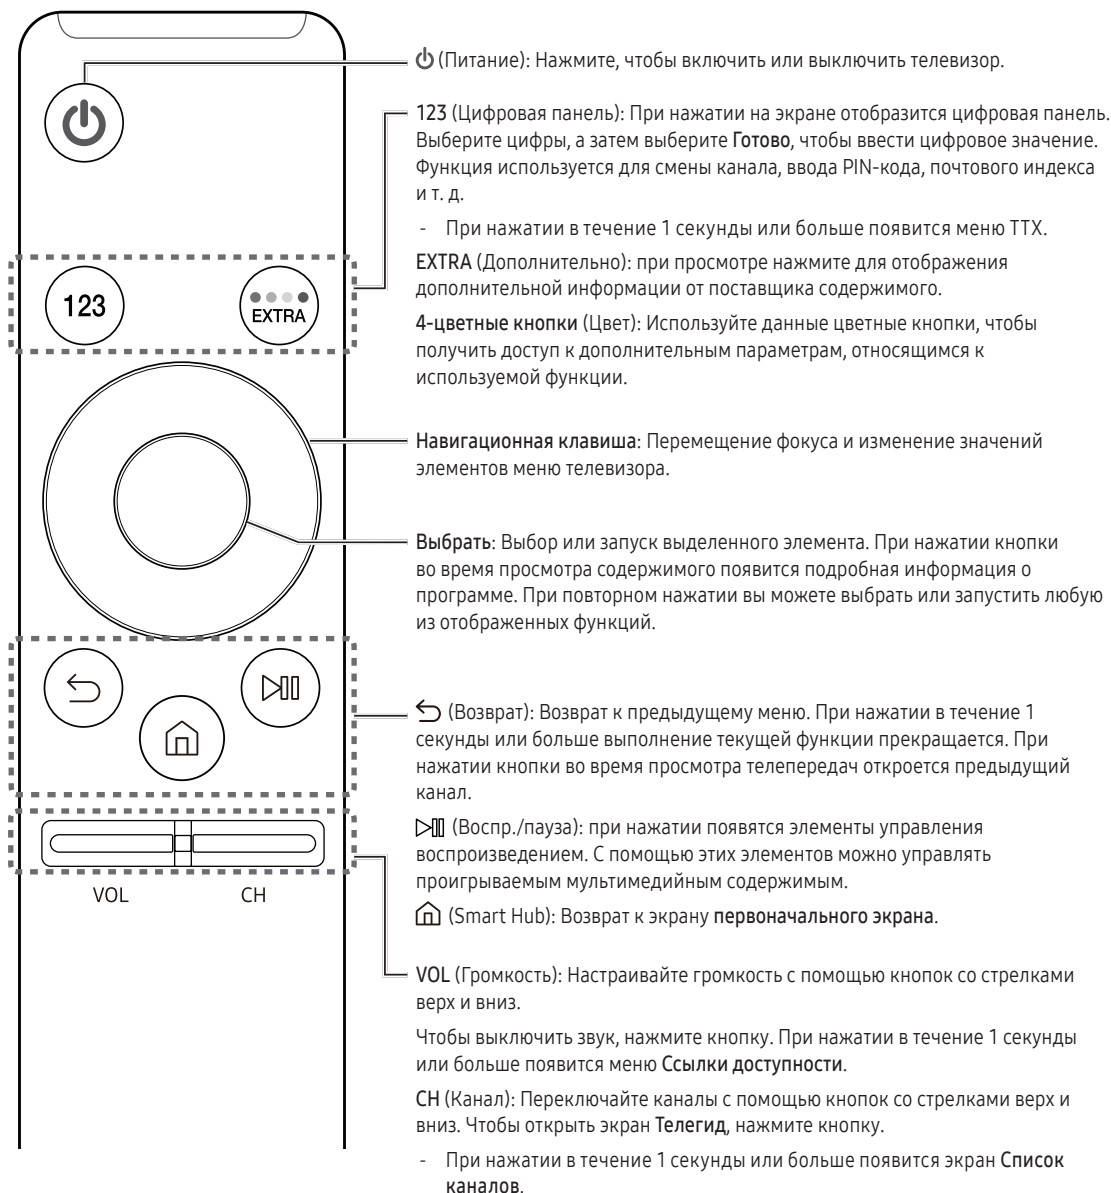 (Питание): Нажмите, чтобы включить или выключить телевизор.
123 (Цифровая панель): При нажатии на экране отобразится цифровая панель.
Выберите цифры, а затем выберите Готово, чтобы ввести цифровое значение.
Функция используется для смены канала, ввода PIN-кода, почтового индекса
и т. д.
- При нажатии в течение 1 секунды или больше появится меню TTX.
EXTRA (Дополнительно): при просмотре нажмите для отображения
дополнительной информации от поставщика содержимого.
4-цветные кнопки (Цвет): Используйте данные цветные кнопки, чтобы
получить доступ к дополнительным параметрам, относящимся к
используемой функции.
123
EXTRA
Навигационная клавиша: Перемещение фокуса и изменение значений
элементов меню телевизора.
Выбрать: Выбор или запуск выделенного элемента. При нажатии кнопки
во время просмотра содержимого появится подробная информация о
программе. При повторном нажатии вы можете выбрать или запустить любую
из отображенных функций.
(Возврат): Возврат к предыдущему меню. При нажатии в течение 1
секунды или больше выполнение текущей функции прекращается. При
нажатии кнопки во время просмотра телепередач откроется предыдущий
канал.
(Воспр./пауза): при нажатии появятся элементы управления
воспроизведением. С помощью этих элементов можно управлять
проигрываемым мультимедийным содержимым.
(Smart Hub): Возврат к экрану первоначального экрана.
VOL
CH
VOL (Громкость): Настраивайте громкость с помощью кнопок со стрелками
верх и вниз.
Чтобы выключить звук, нажмите кнопку. При нажатии в течение 1 секунды
или больше появится меню Ссылки доступности.
CH (Канал): Переключайте каналы с помощью кнопок со стрелками верх и
вниз. Чтобы открыть экран Телегид, нажмите кнопку.
- При нажатии в течение 1 секунды или больше появится экран Список
каналов.